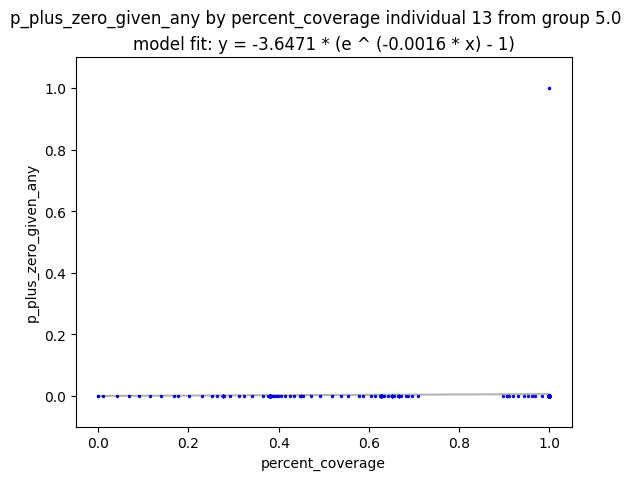 p_plus_zero_given_any by percent_coverage individual 13 from group 5.0
model fit: y = -3.6471 * (e ^ (-0.0016 * x) - 1)
1.0
0.8
0.6
0.4
0.2
0.0
p_plus_zero_given_any
0.0 0.2 0.4 0.6 0.8 1.0
percent_coverage